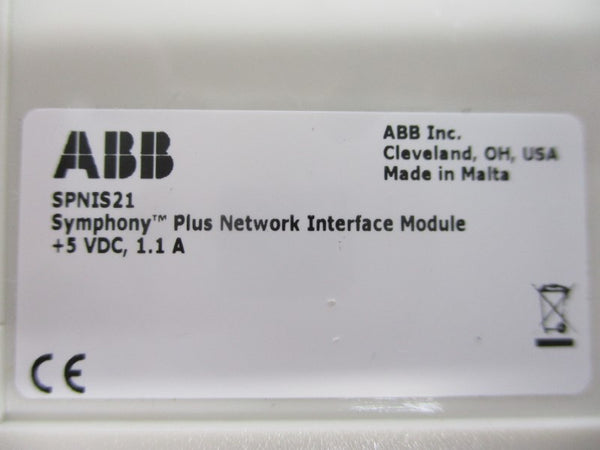 ABB
SPNIS21
Symphony™ Plus Network Interface Module
+5 VDC, 1.1 A
ABB Inc.
Cleveland, OH, USA
Made in Malta
CE